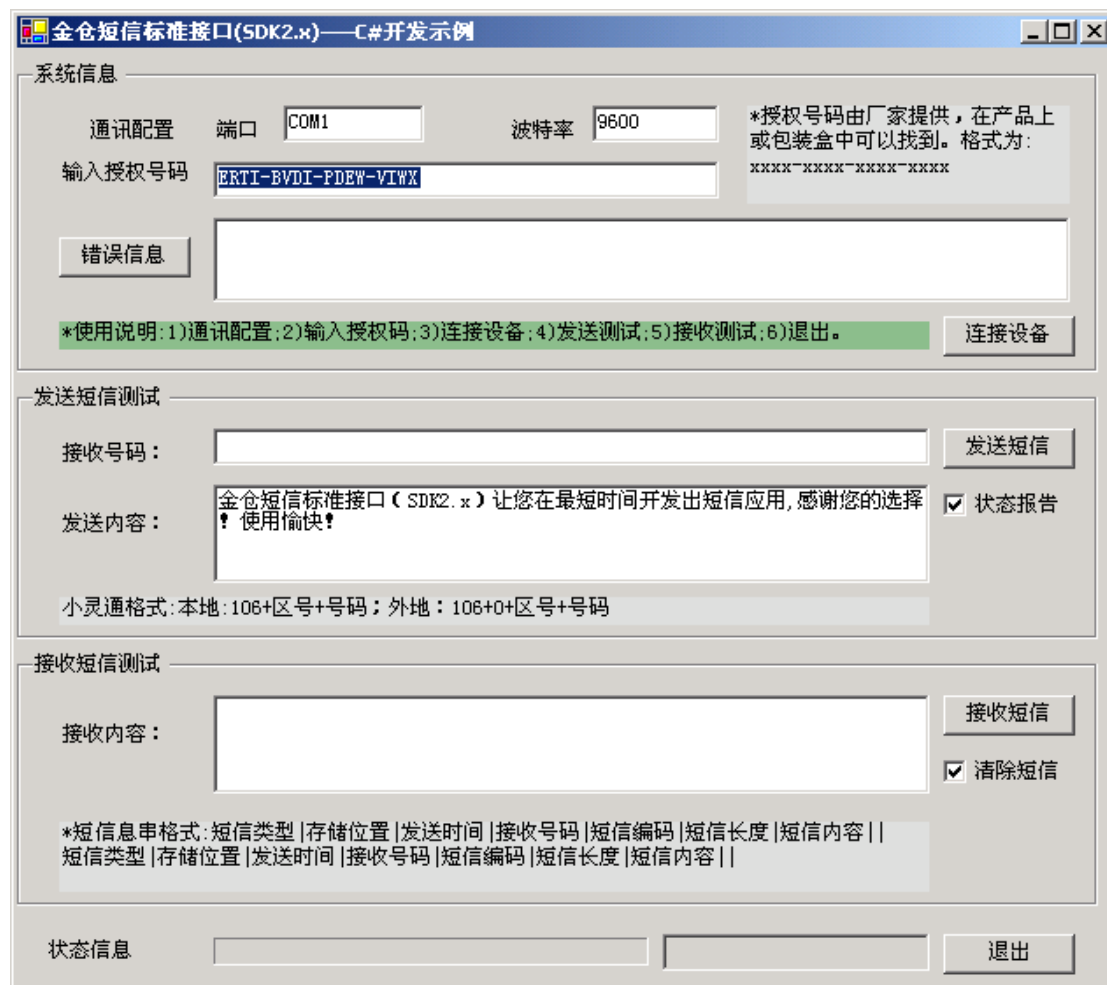 金仓短信标准接口(SDK2.x)——C#开发示例
系统信息
通讯配置 端口 COM1 波特率 9600
*授权号码由厂家提供，在产品上
或包装盒中可以找到。格式为:
xxxx-xxxx-xxxx-xxxx
输入授权号码 ERTI-BVDI-PDEW-VIWX
错误信息
*使用说明:1)通讯配置;2)输入授权码;3)连接设备;4)发送测试;5)接收测试;6)退出。
连接设备
发送短信测试
接收号码：
发送短信
发送内容：
金仓短信标准接口（SDK2.x）让您在最短时间开发出短信应用,感谢您的选择
！使用愉快！
状态报告
小灵通格式:本地:106+区号+号码；外地：106+0+区号+号码
接收短信测试
接收内容：
接收短信
清除短信
*短信息串格式:短信类型|存储位置|发送时间|接收号码|短信编码|短信长度|短信内容||
短信类型|存储位置|发送时间|接收号码|短信编码|短信长度|短信内容||
状态信息
退出